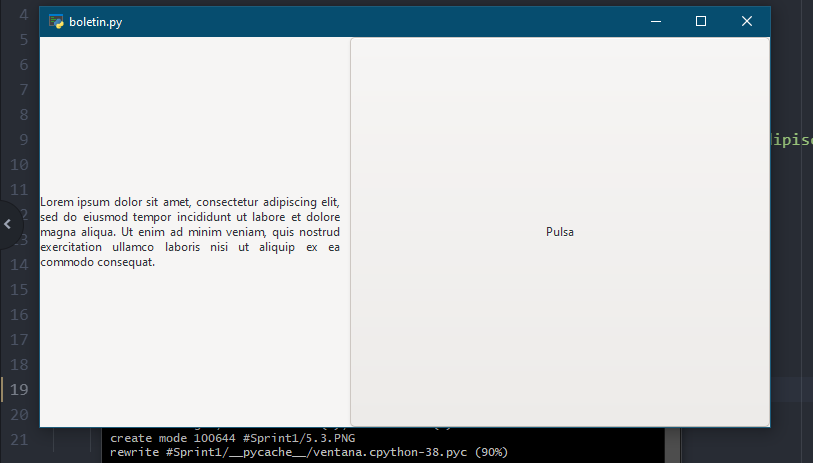 4
boletin.py
5
6
7
8
9
dipisc
10
11
12
Lorem ipsum dolor sit amet, consectetur adipiscing elit,
sed do eiusmod tempor incididunt ut labore et dolore
magna aliqua. Ut enim ad minim veniam, quis nostrud
exercitation ullamco laboris nisi ut aliquip ex ea
commodo consequat.
Pulsa
13
14
15
16
17
18
19
20
21
create mode 100644 #Sprint1/5.3.PNG
rewrite #Sprint1/__pycache__/ventana.cpython-38.pyc (90%)